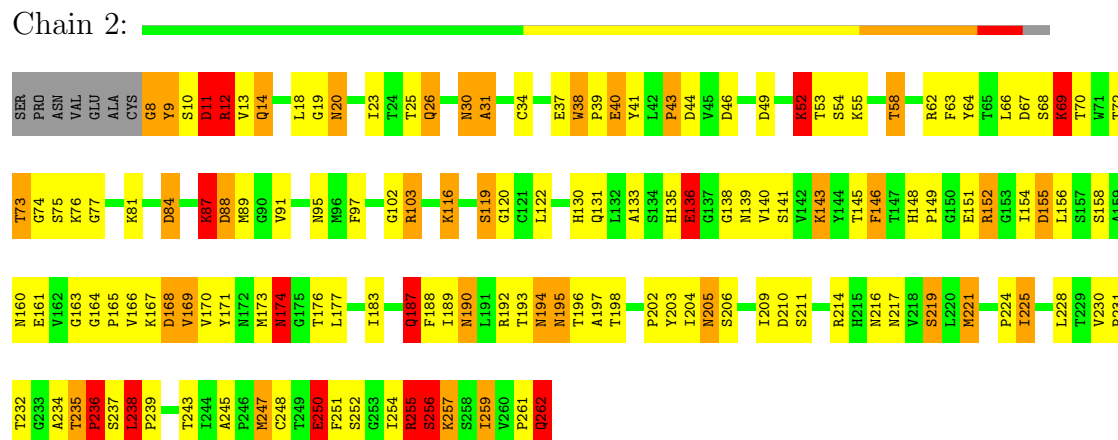 Chain 2:
SER PRO ASN VAL GLU ALA CYS G8 Y9 S10 D11 R12 V13 Q14 L18 G19 N20 I23 T24 T25 Q26 N30 A31 C34 E37 W38 P39 E40 Y41 L42 P43 D44 V45 D46 D49 K52 T53 S54 K55 T58 R62 F63 Y64 T65 L66 D67 S68 K69 T70 W71 T72
T73 G74 S75 K76 G77 K81 D84 K87 D88 M89 G90 V91 N95 M96 F97 G102 R103 K116 S119 G120 C121 L122 H130 Q131 L132 A133 S134 H135 E136 G137 G138 N139 V140 S141 V142 K143 Y144 T145 F146 T147 H148 P149 G150 E151 R152 G153 I154 D155 L156 S157 S158 A159
N160 E161 V162 G163 G164 P165 V166 K167 D168 V169 V170 Y171 N172 M173 N174 G175 T176 L177 I183 Q187 F188 I189 N190 L191 R192 T193 N194 N195 T196 A197 T198 P202 Y203 I204 N205 S206 I209 D210 S211 R214 H215 N216 N217 V218 S219 L220 M221 P224 I225 L228 T229 V230 P231
T232 G233 A234 T235 P236 S237 L238 P239 T243 I244 A245 P246 M247 C248 T249 E250 F251 S252 G253 I254 R255 S256 K257 S258 I259 V260 P261 Q262